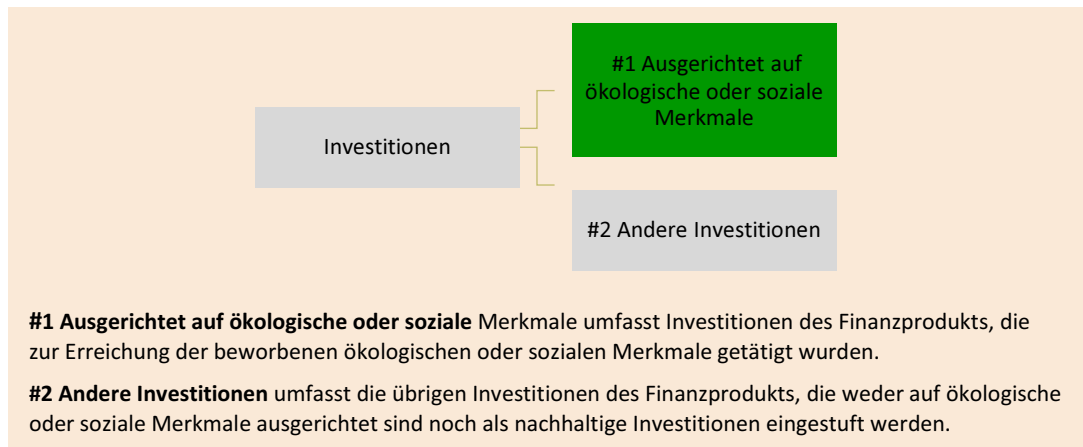 #1 Ausgerichtet auf
ökologische oder soziale
Merkmale
Investitionen
#2 Andere Investitionen
#1 Ausgerichtet auf ökologische oder soziale Merkmale umfasst Investitionen des Finanzprodukts, die
zur Erreichung der beworbenen ökologischen oder sozialen Merkmale getätigt wurden.
#2 Andere Investitionen umfasst die übrigen Investitionen des Finanzprodukts, die weder auf ökologische
oder soziale Merkmale ausgerichtet sind noch als nachhaltige Investitionen eingestuft werden.